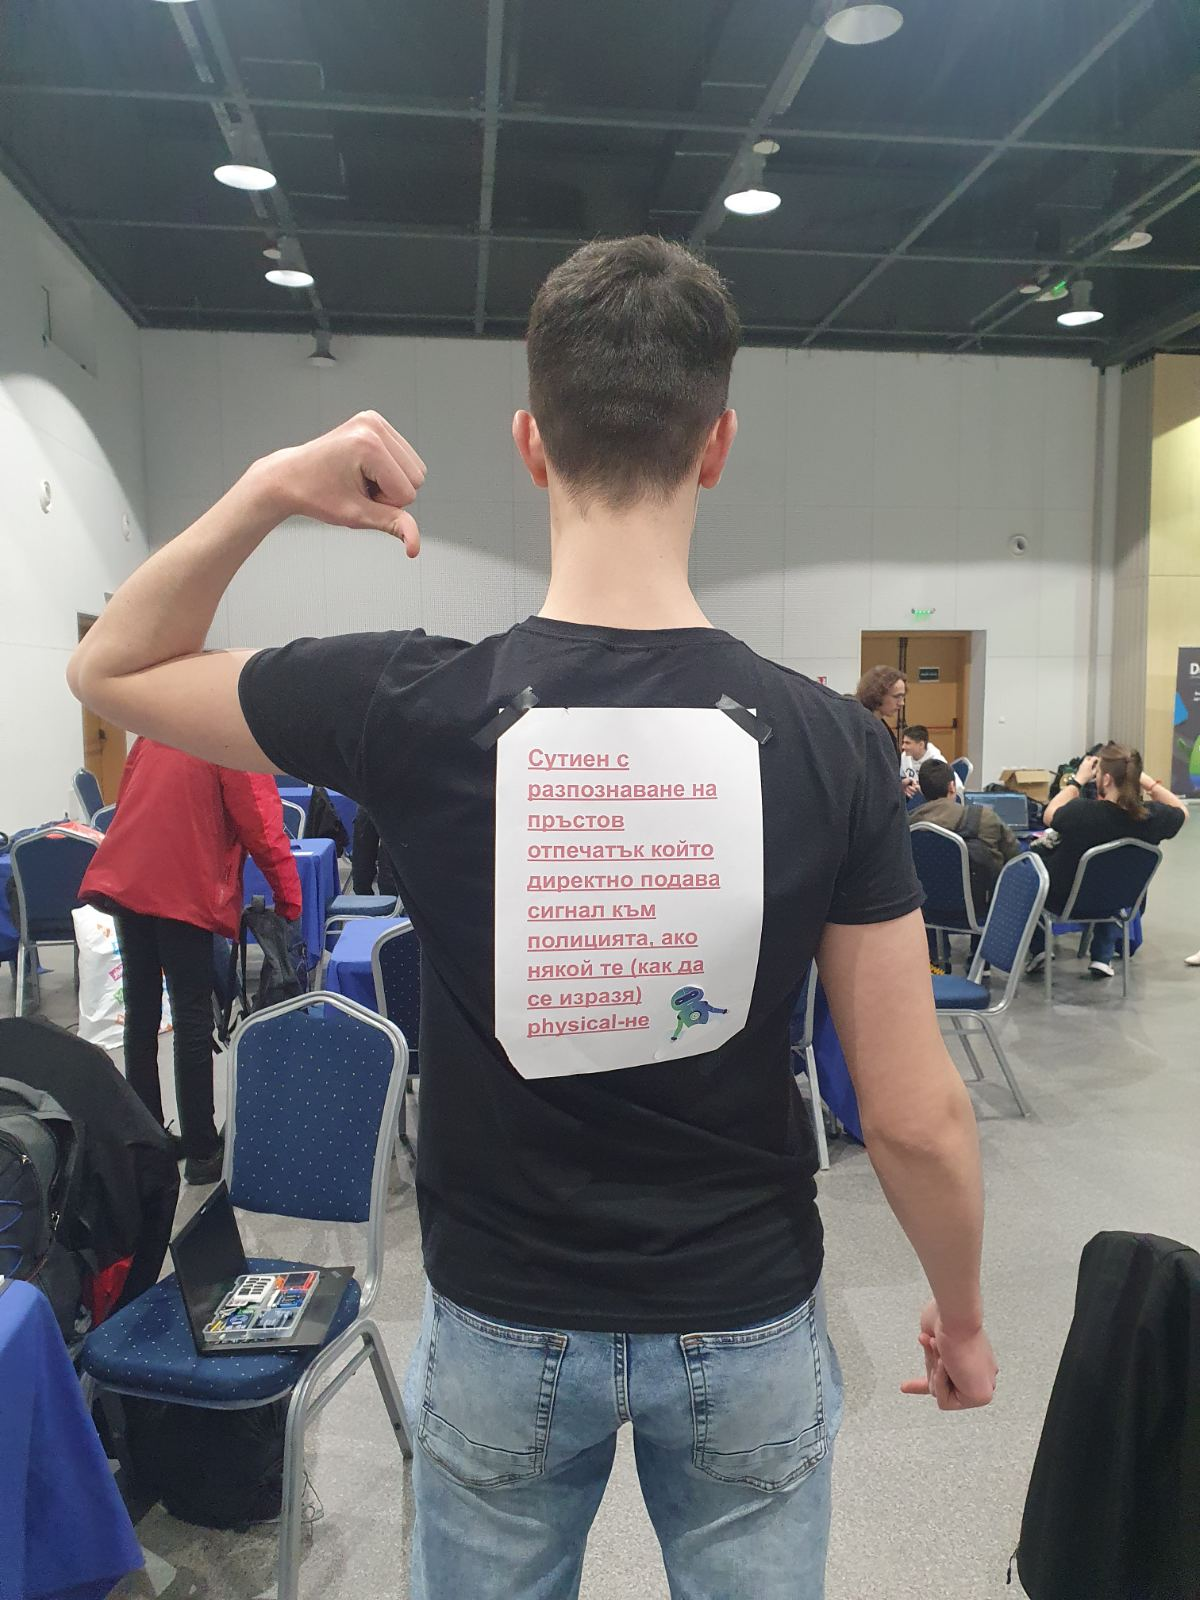 Сутиен с
разпознаване на
пръстов
отпечатък който
директно подава
сигнал към
полицията, ако
някой те (как да
се изразя)
physical-не